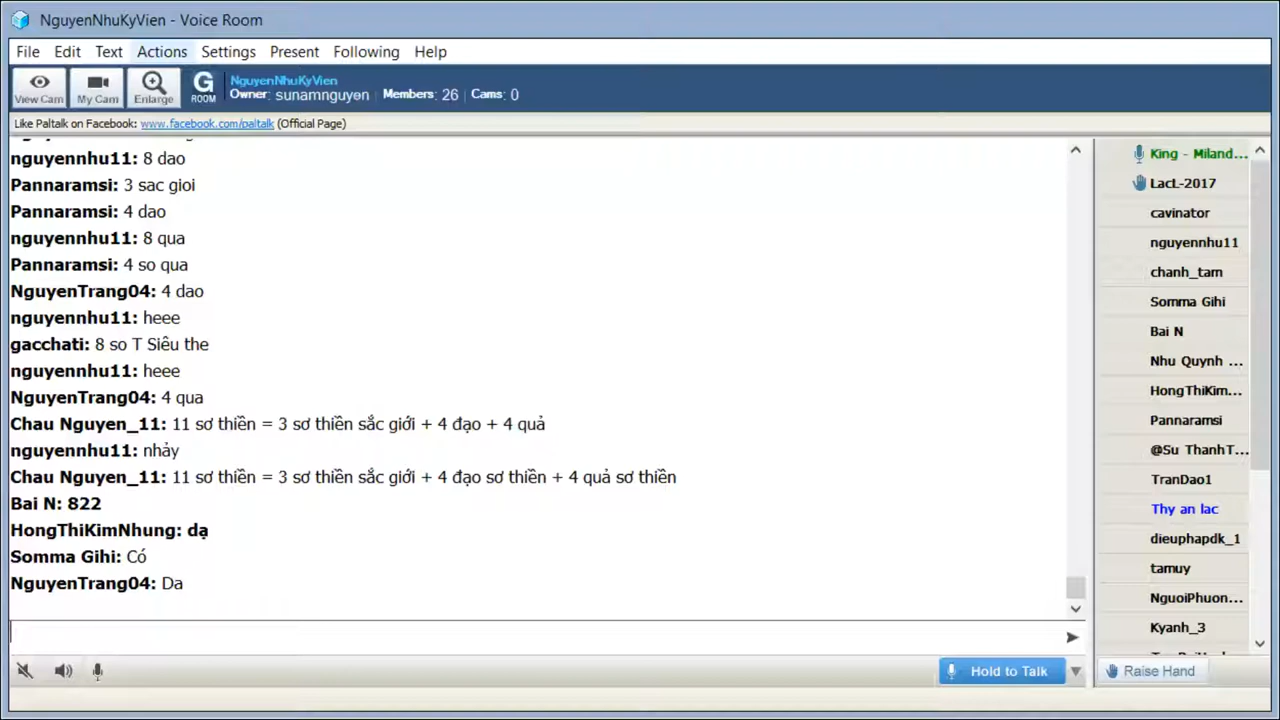 NguyenNhuKyVien - Voice Room
File Edit Text Actions Settings Present Following Help
View Cam My Cam Enlarge G ROOM
NguyenNhuKyVien
Owner: sunamnguyen Members: 26 Cams: 0
Like Paltalk on Facebook: www.facebook.com/paltalk (Official Page)
nguyennhu11: 8 dao
Pannaramsi: 3 sac gioi
Pannaramsi: 4 dao
nguyennhu11: 8 qua
Pannaramsi: 4 so qua
NguyenTrang04: 4 dao
nguyennhu11: heee
gacchati: 8 so T Siêu the
nguyennhu11: heee
NguyenTrang04: 4 qua
Chau Nguyen_11: 11 sơ thiền = 3 sơ thiền sắc giới + 4 đạo + 4 quả
nguyennhu11: nhảy
Chau Nguyen_11: 11 sơ thiền = 3 sơ thiền sắc giới + 4 đạo sơ thiền + 4 quả sơ thiền
Bai N: 822
HongThiKimNhung: dạ
Somma Gihi: Có
NguyenTrang04: Da
King - Miland...
LacL-2017
cavinator
nguyennhu11
chanh_tam
Somma Gihi
Bai N
Nhu Quynh ...
HongThiKim...
Pannaramsi
@Su ThanhT...
TranDao1
Thy an lac
dieuphapdk_1
tamuy
NguoiPhuon...
Kyanh_3
Hold to Talk
Raise Hand